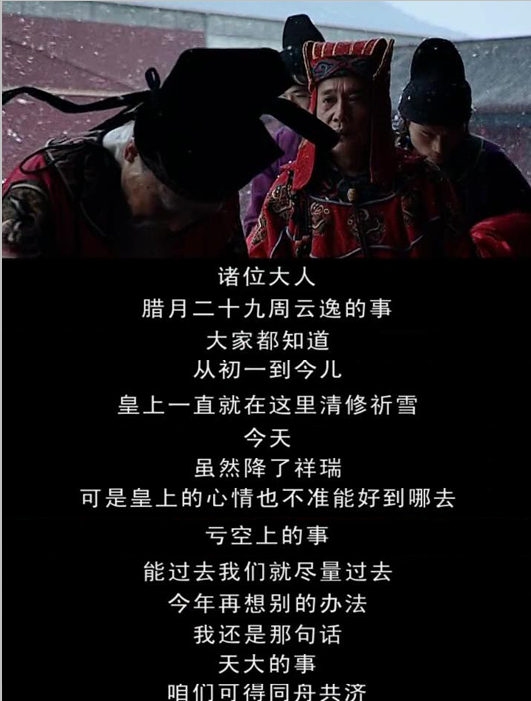 诸位大人
腊月二十九周云逸的事
大家都知道
从初一到今儿
皇上一直就在这里清修祈雪
今天
虽然降了祥瑞
可是皇上的心情也不准能好到哪去
亏空上的事
能过去我们就尽量过去
今年再想别的办法
我还是那句话
天大的事
咱们可得同舟共济